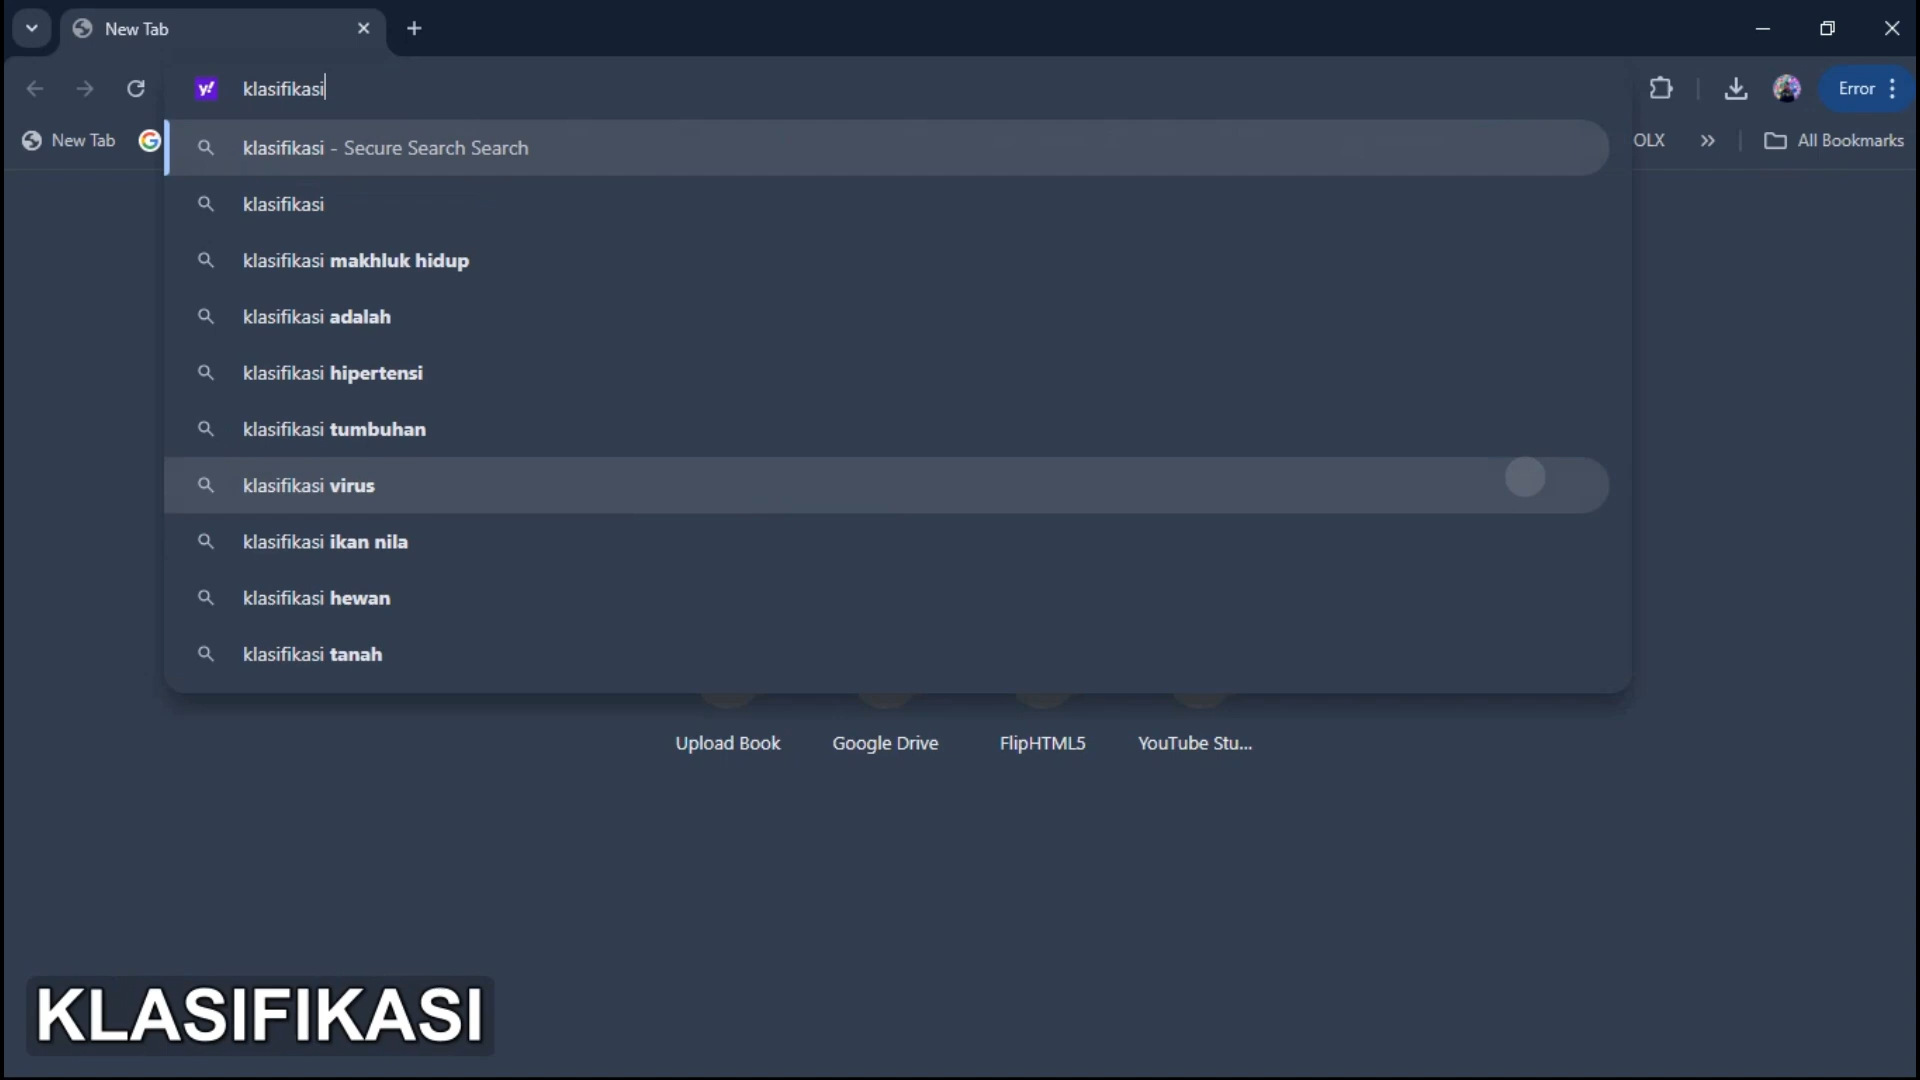 New Tab
y! klasifikasi
Error
New Tab
G
OLX
All Bookmarks
klasifikasi - Secure Search Search
klasifikasi
klasifikasi makhluk hidup
klasifikasi adalah
klasifikasi hipertensi
klasifikasi tumbuhan
klasifikasi virus
klasifikasi ikan nila
klasifikasi hewan
klasifikasi tanah
Upload Book
Google Drive
FlipHTML5
YouTube Stu...
KLASIFIKASI